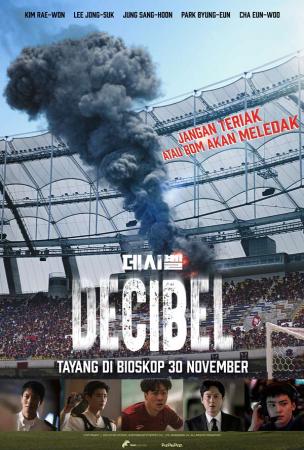 KIM RAE-WON LEE JONG-SUK JUNG SANG-HOON PARK BYUNG-EUN CHA EUN-WOO
JANGAN TERIAK
ATAU BOM AKAN MELEDAK
데시벨
DECIBEL
TAYANG DI BIOSKOP 30 NOVEMBER